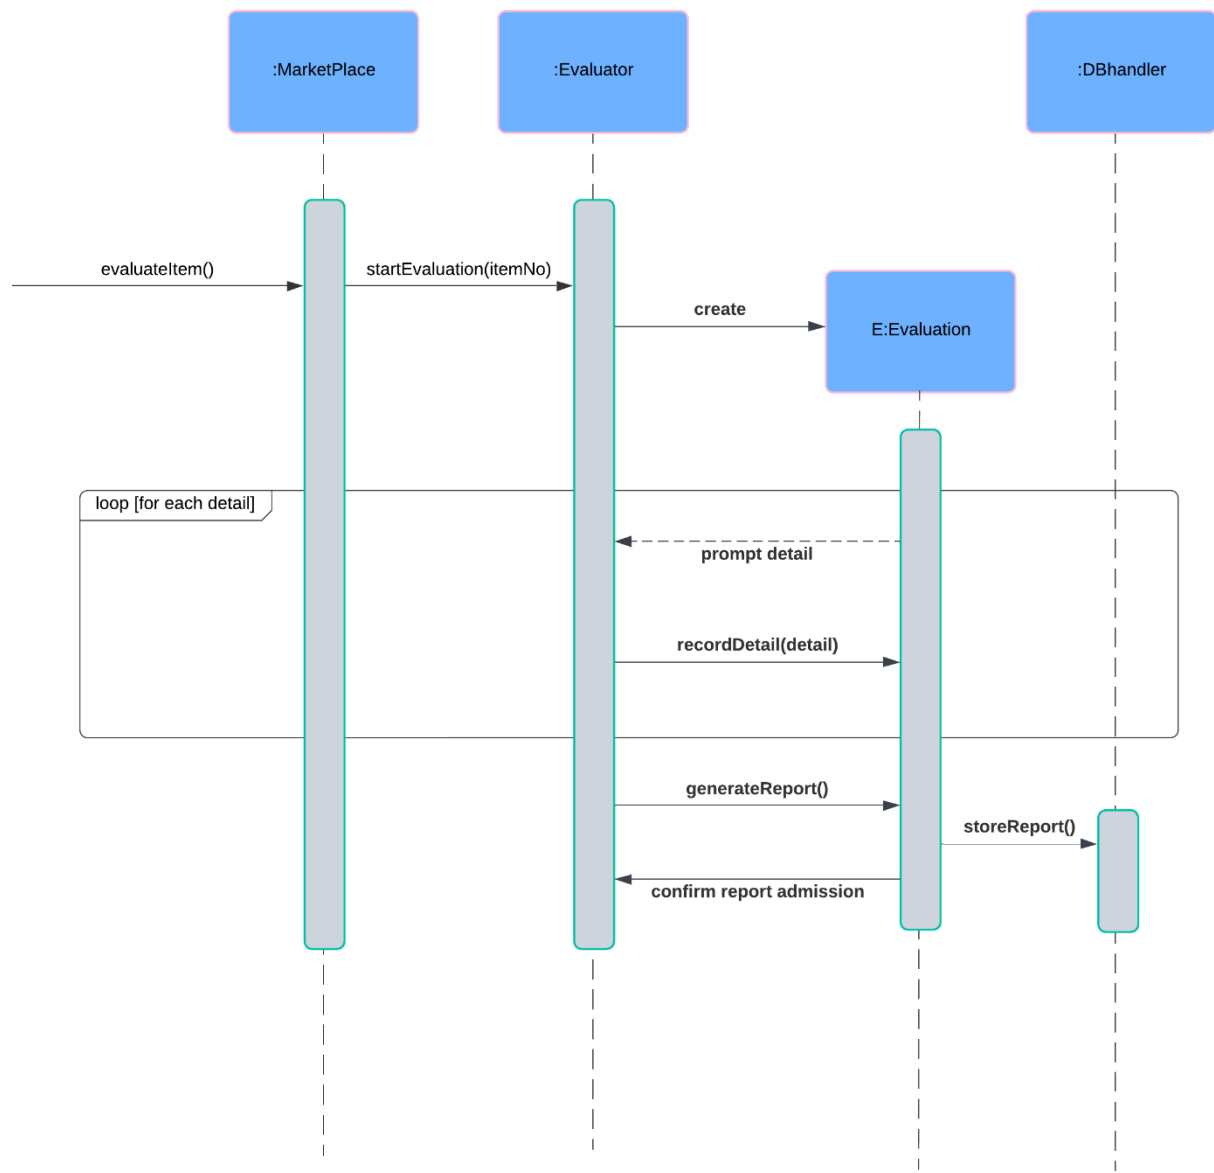 :MarketPlace
:Evaluator
:DBhandler
evaluateItem()
startEvaluation(itemNo)
create
E:Evaluation
loop [for each detail]
prompt detail
recordDetail(detail)
generateReport()
storeReport()
confirm report admission